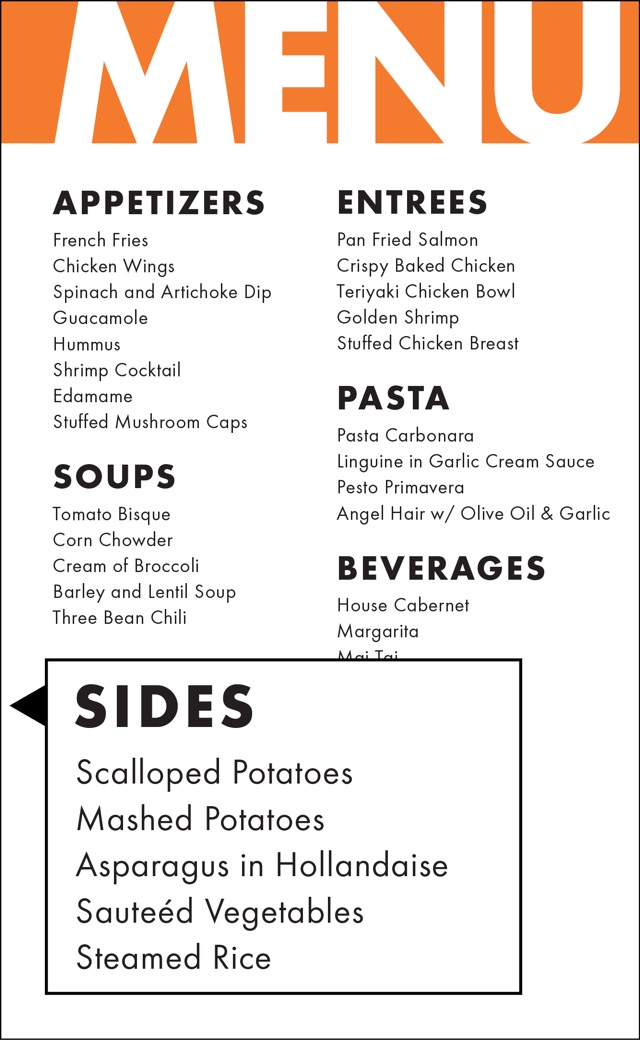 MENU
APPETIZERS
French Fries
Chicken Wings
Spinach and Artichoke Dip
Guacamole
Hummus
Shrimp Cocktail
Edamame
Stuffed Mushroom Caps
SOUPS
Tomato Bisque
Corn Chowder
Cream of Broccoli
Barley and Lentil Soup
Three Bean Chili
ENTREES
Pan Fried Salmon
Crispy Baked Chicken
Teriyaki Chicken Bowl
Golden Shrimp
Stuffed Chicken Breast
PASTA
Pasta Carbonara
Linguine in Garlic Cream Sauce
Pesto Primavera
Angel Hair w/ Olive Oil & Garlic
BEVERAGES
House Cabernet
Margarita
Mai Tai
SIDES
Scalloped Potatoes
Mashed Potatoes
Asparagus in Hollandaise
Sauteéd Vegetables
Steamed Rice